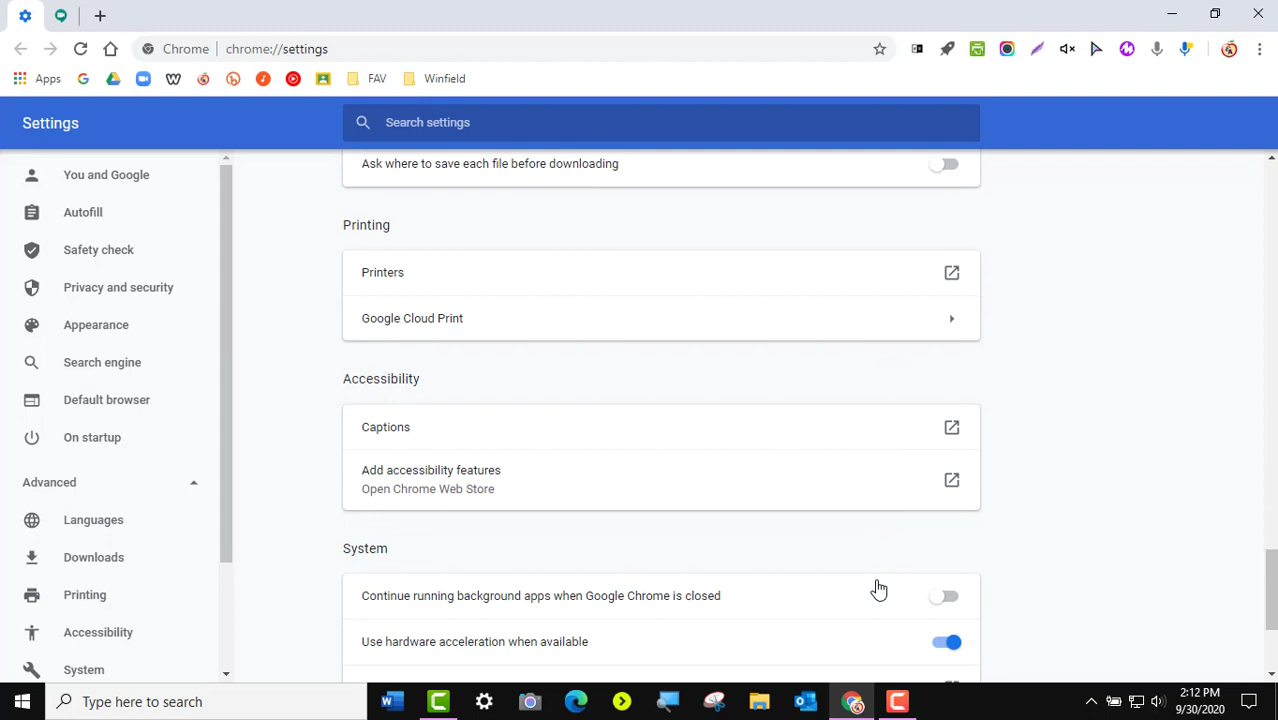 Chrome
chrome://settings
Apps
FAV
Winfield
Settings
Search settings
You and Google
Autofill
Safety check
Privacy and security
Appearance
Search engine
Default browser
On startup
Advanced
Languages
Downloads
Printing
Accessibility
System
Ask where to save each file before downloading
Printing
Printers
Google Cloud Print
Accessibility
Captions
Add accessibility features
Open Chrome Web Store
System
Continue running background apps when Google Chrome is closed
Use hardware acceleration when available
Type here to search
2:12 PM
9/30/2020